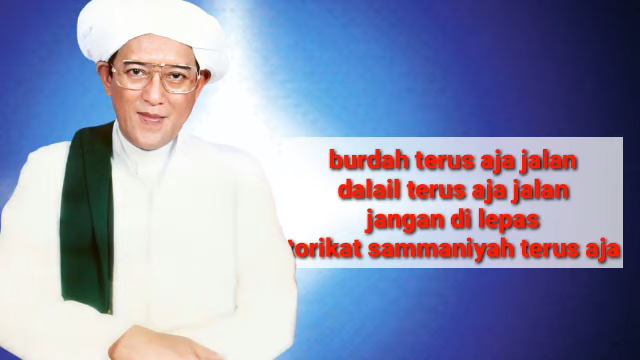 burdah terus aja jalan
dalail terus aja jalan
jangan di lepas
torikat sammaniyah terus aja